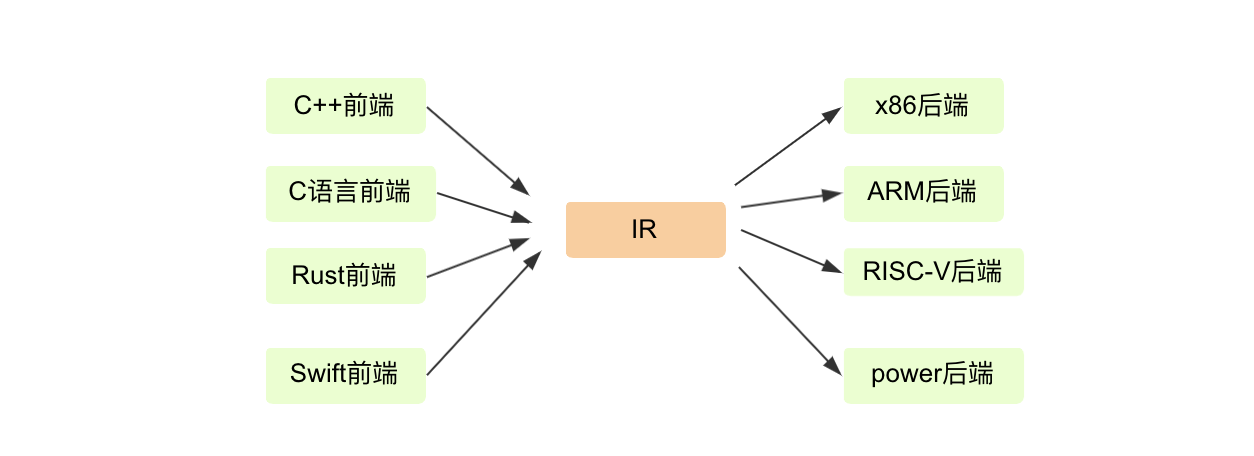 C++前端
C语言前端
Rust前端
Swift前端
IR
x86后端
ARM后端
RISC-V后端
power后端